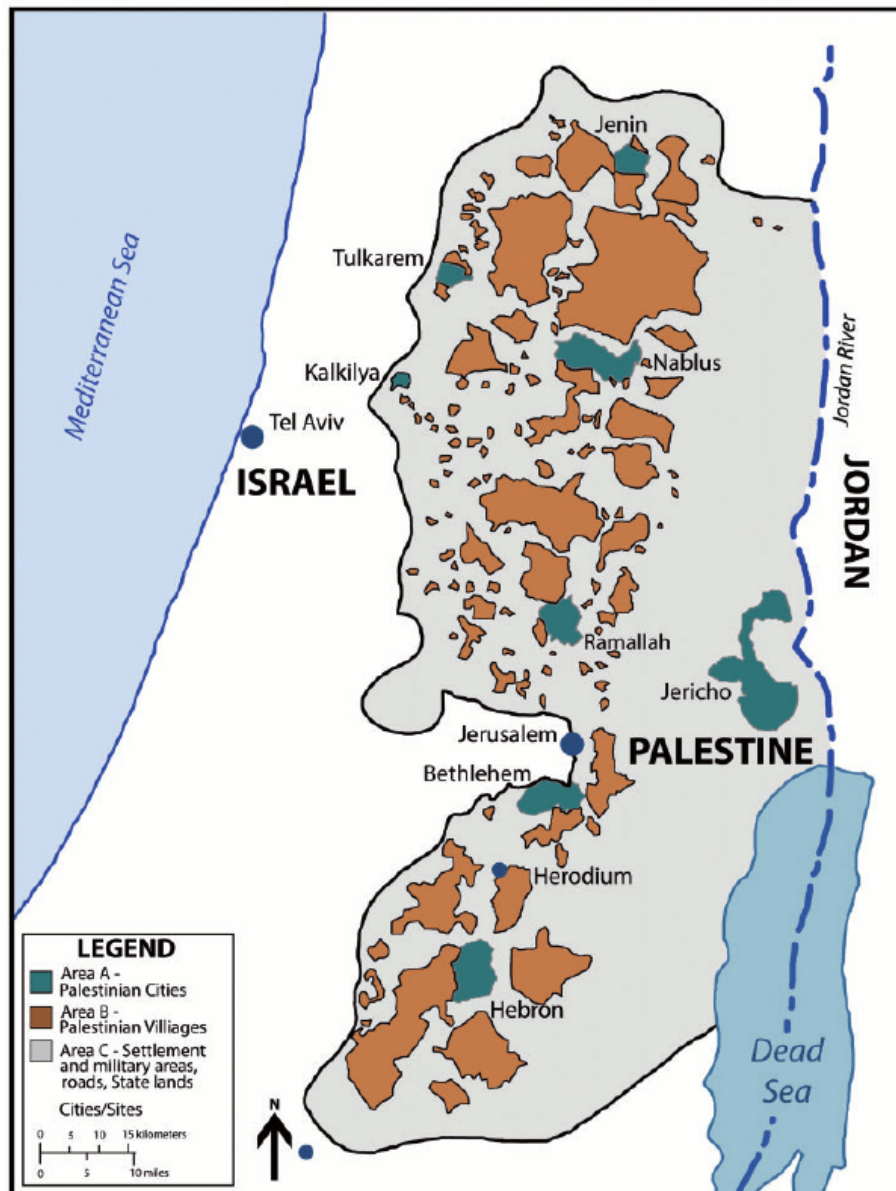 Jenin
Tulkarem
Mediterranean Sea
Nablus
Kalkilya
Jordan River
Tel Aviv
ISRAEL
JORDAN
Ramallah
Jericho
Jerusalem
PALESTINE
Bethlehem
Herodium
LEGEND
Area A -
Palestinian Cities
Area B -
Palestinian Villiages
Area C - Settlement
and military areas,
roads, State lands
Cities/Sites
0 5 10 15 kilometers
0 5 10 miles
Hebron
Dead
Sea
N